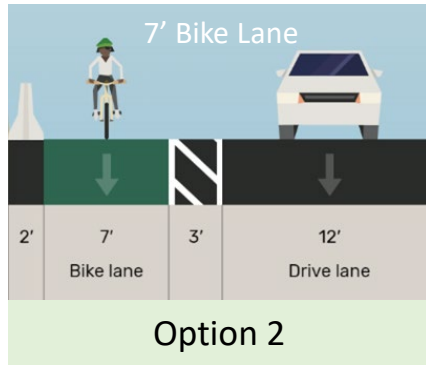 7’ Bike Lane
2’ 7’ 3’ 12’
Bike lane Drive lane
Option 2